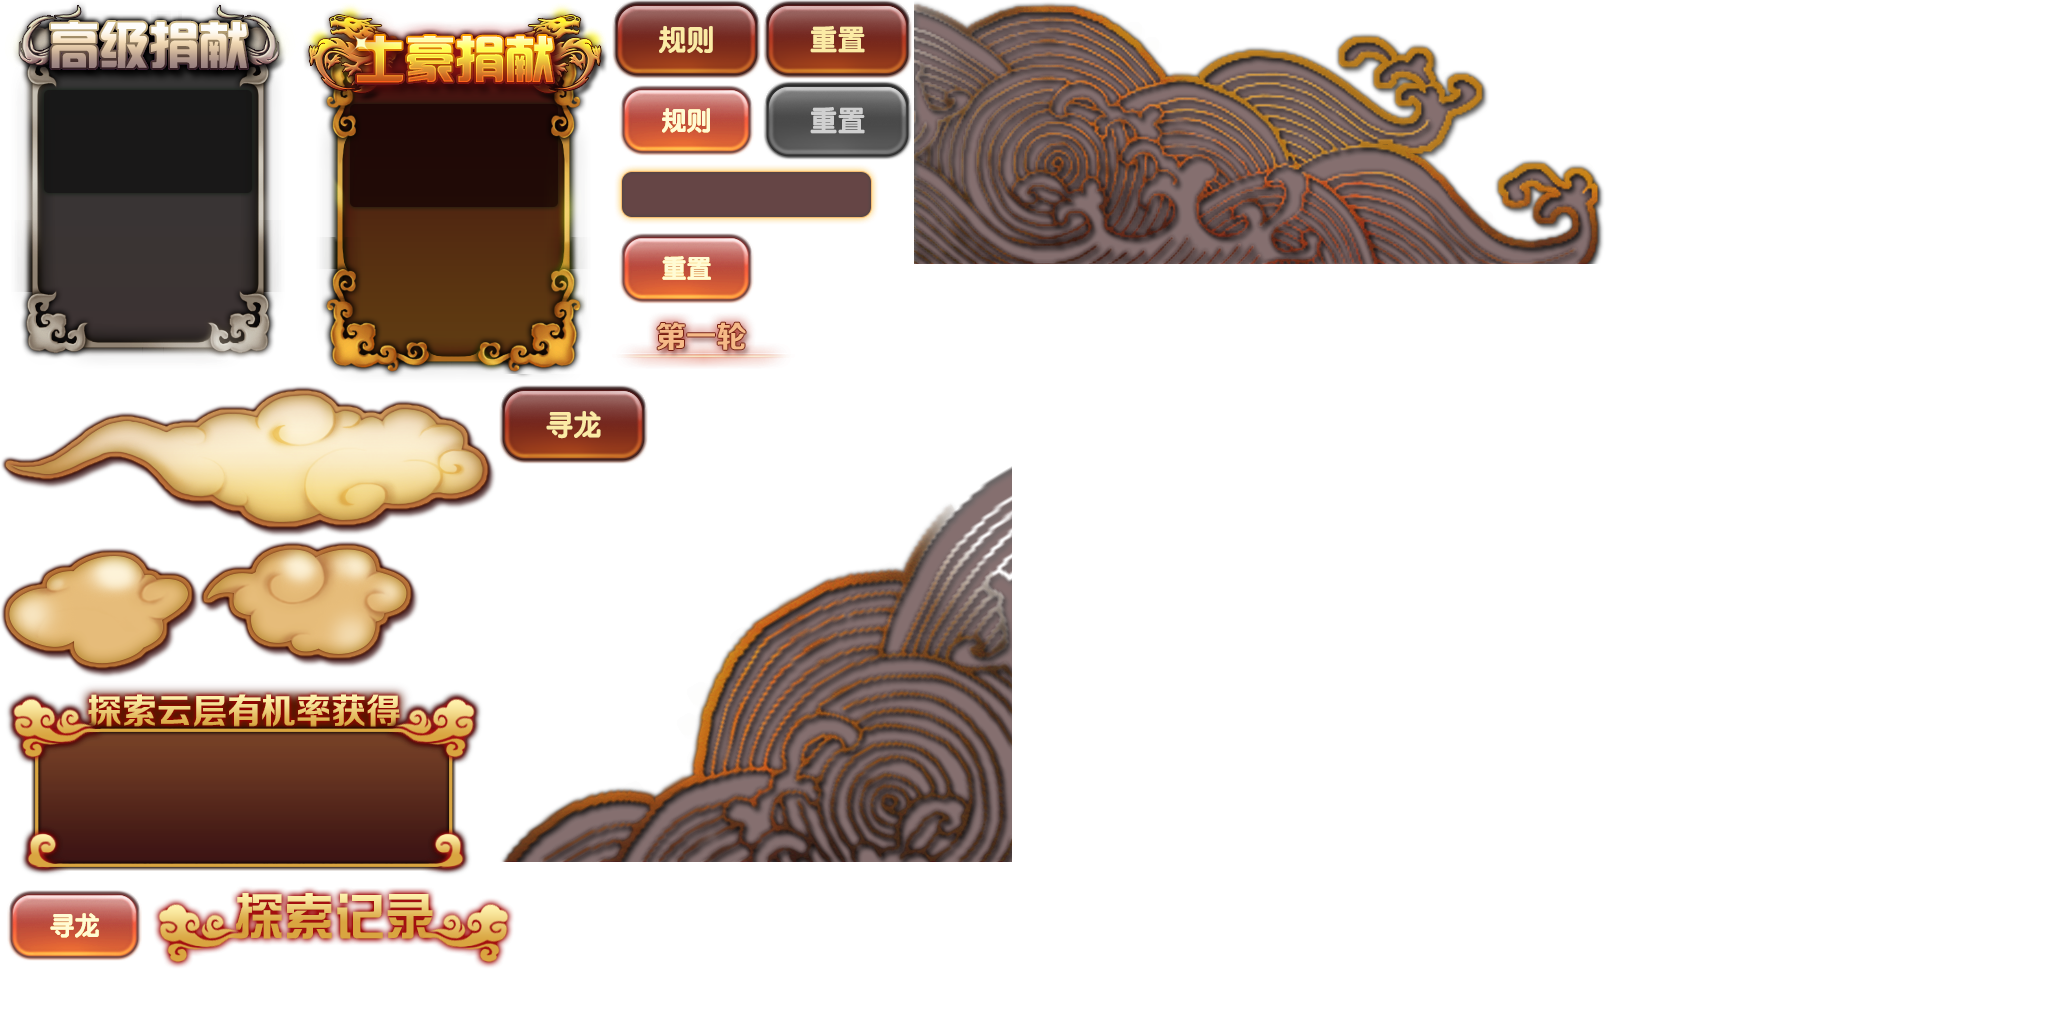 高级捐献
土豪捐献
规则
重置
规则
重置
重置
第一轮
寻龙
探索云层有机率获得
寻龙
探索记录